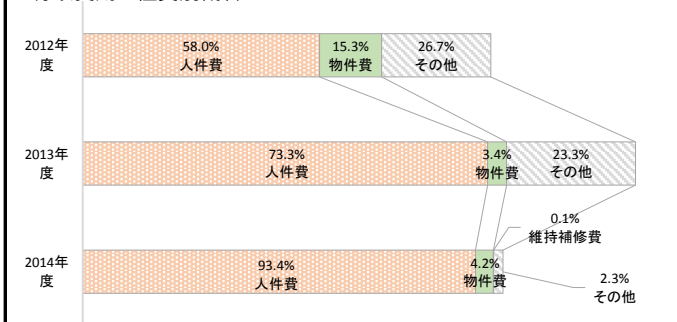 2012年
度
58.0%
人件費
15.3%
物件費
26.7%
その他
2013年
度
73.3%
人件費
3.4%
物件費
23.3%
その他
0.1%
維持補修費
2014年
度
93.4%
人件費
4.2%
物件費
2.3%
その他